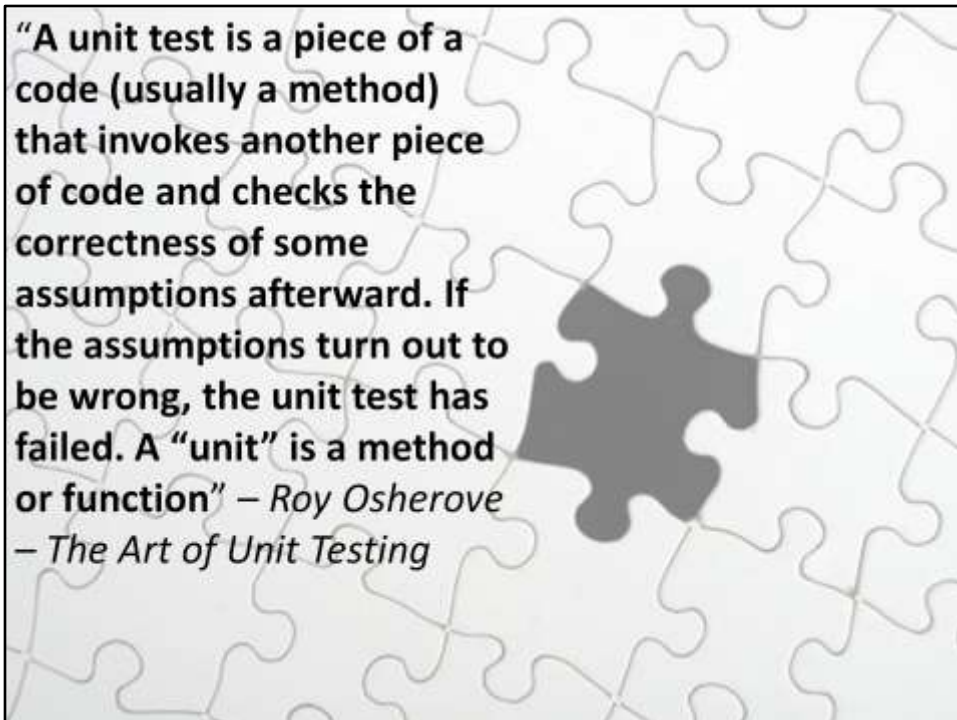 “A unit test is a piece of a
code (usually a method)
that invokes another piece
of code and checks the
correctness of some
assumptions afterward. If
the assumptions turn out to
be wrong, the unit test has
failed. A “unit” is a method
or function” – Roy Osherove
– The Art of Unit Testing